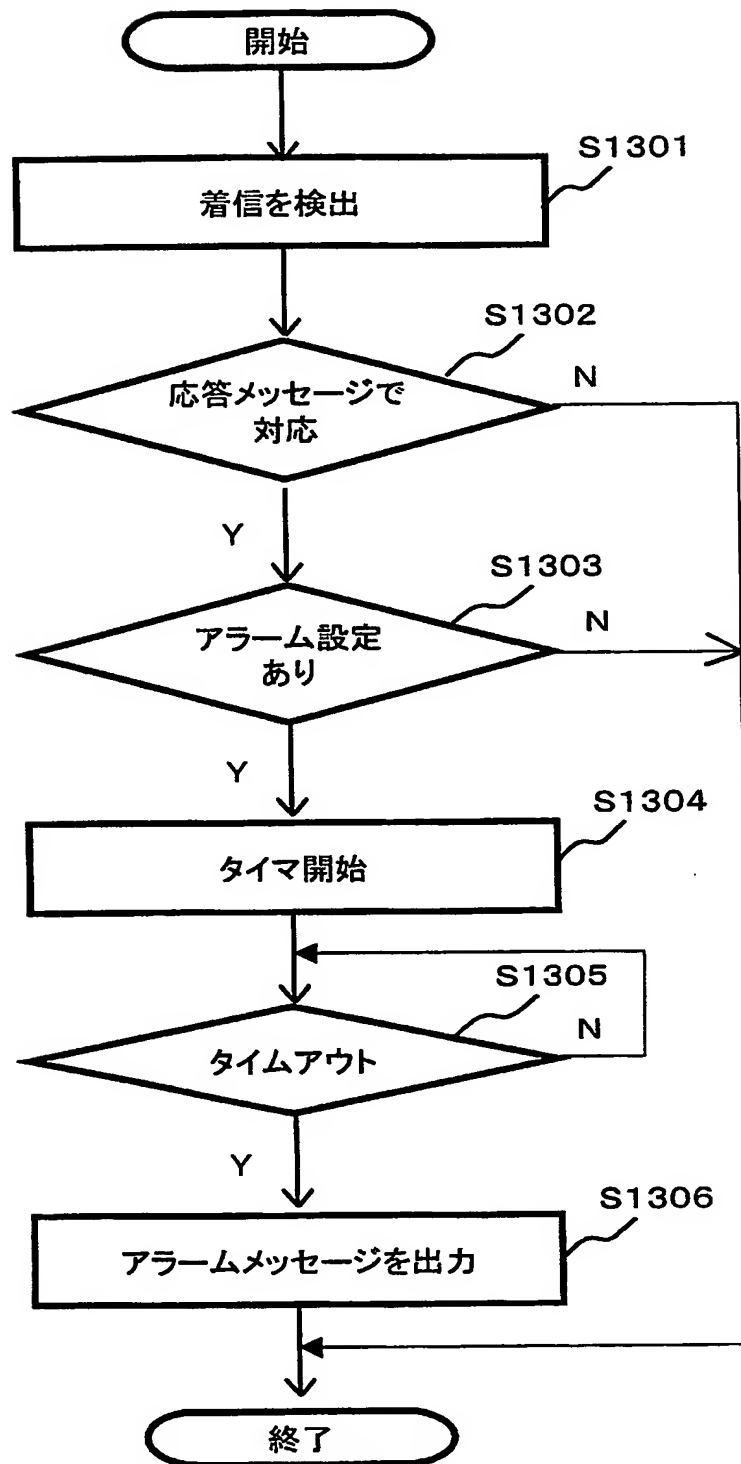 開始
S1301
着信を検出
S1302
応答メッセージで
対応
N
Y
S1303
アラーム設定
あり
N
Y
S1304
タイマ開始
S1305
タイムアウト
N
Y
S1306
アラームメッセージを出力
終了